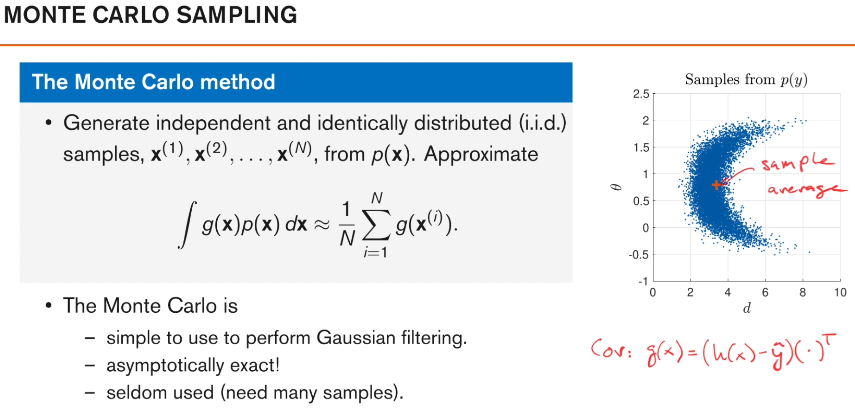 MONTE CARLO SAMPLING
The Monte Carlo method
• Generate independent and identically distributed (i.i.d.)
samples, x⁽¹⁾, x⁽²⁾, . . . , x⁽ᴺ⁾, from p(x). Approximate
∫ g(x)p(x) dx ≈ 1/N ∑ᵢ₌₁ᴺ g(x⁽ⁱ⁾).
• The Monte Carlo is
– simple to use to perform Gaussian filtering.
– asymptotically exact!
– seldom used (need many samples).
Samples from p(y)
2.5
2
1.5
1
0.5
0
-0.5
-1
θ
0 2 4 6 8 10
d
sample
average
Cov: g(x) = (h(x)-ŷ)(·)ᵀ